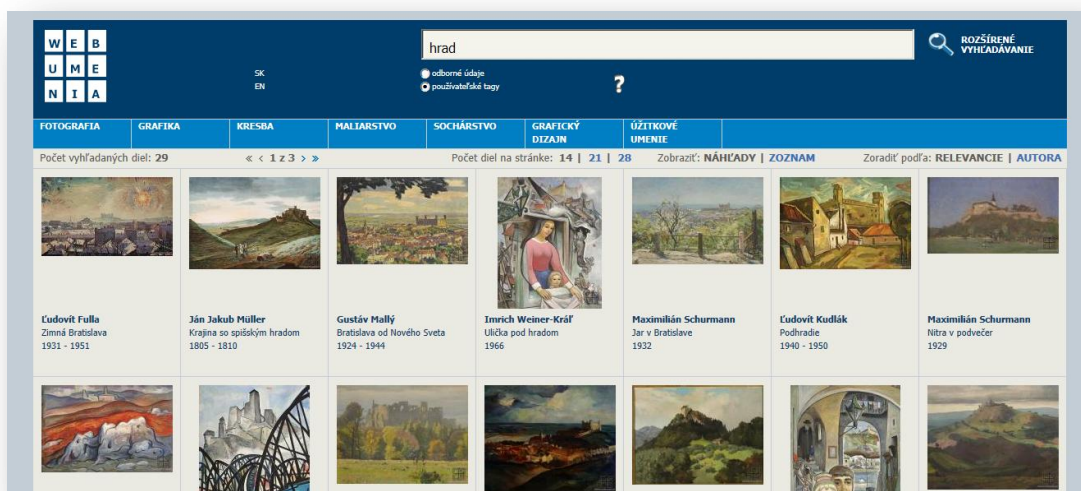 WEB
UME
NIA
hrad
ROZŠÍRENÉ
VYHĽADÁVANIE
SK
EN
odborné údaje
používateľské tagy
?
FOTOGRAFIA GRAFIKA KRESBA MALIARSTVO SOCHÁRSTVO GRAFICKÝ DIZAJN ÚŽITKOVÉ UMENIE
Počet vyhľadaných diel: 29 « < 1 z 3 > » Počet diel na stránke: 14 | 21 | 28 Zobraziť: NÁHĽADY | ZOZNAM Zoradiť podľa: RELEVANCIE | AUTORA
Ľudovít Fulla
Zimná Bratislava
1931 - 1951
Ján Jakub Müller
Krajina so spišským hradom
1805 - 1810
Gustáv Mallý
Bratislava od Nového Sveta
1924 - 1944
Imrich Weiner-Kráľ
Ulička pod hradom
1966
Maximilián Schurmann
Jar v Bratislave
1932
Ľudovít Kudlák
Podhradie
1940 - 1950
Maximilián Schurmann
Nitra v podvečer
1929